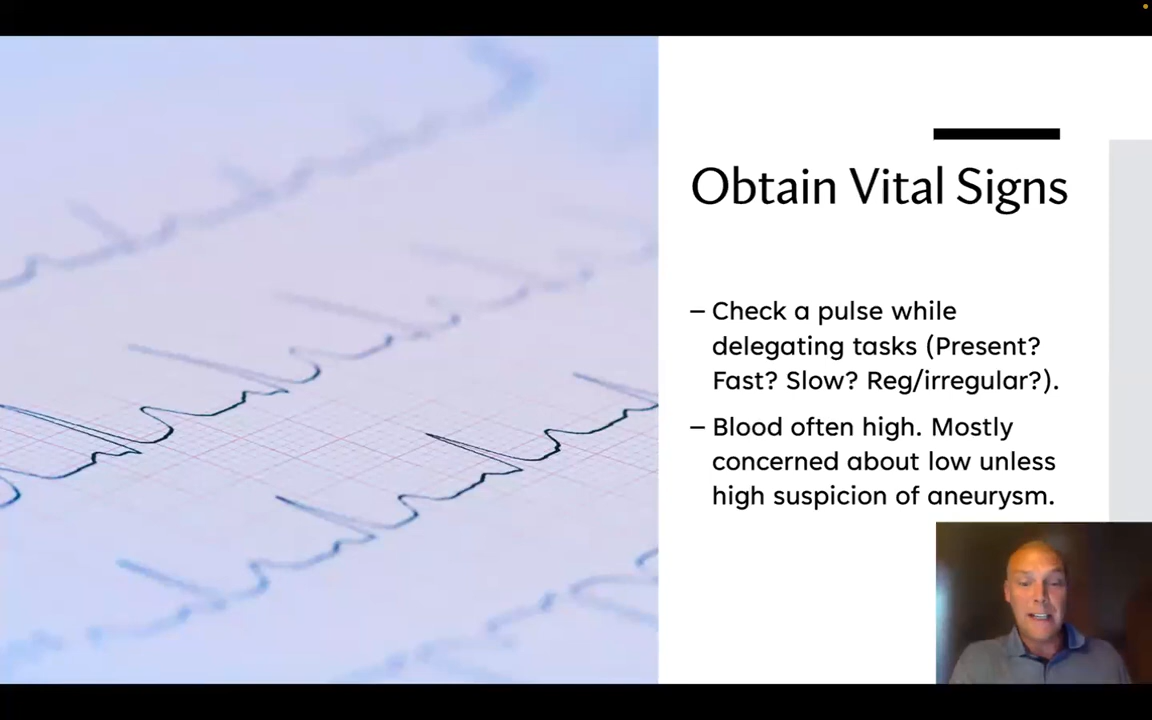 Obtain Vital Signs
– Check a pulse while
delegating tasks (Present?
Fast? Slow? Reg/irregular?).
– Blood often high. Mostly
concerned about low unless
high suspicion of aneurysm.